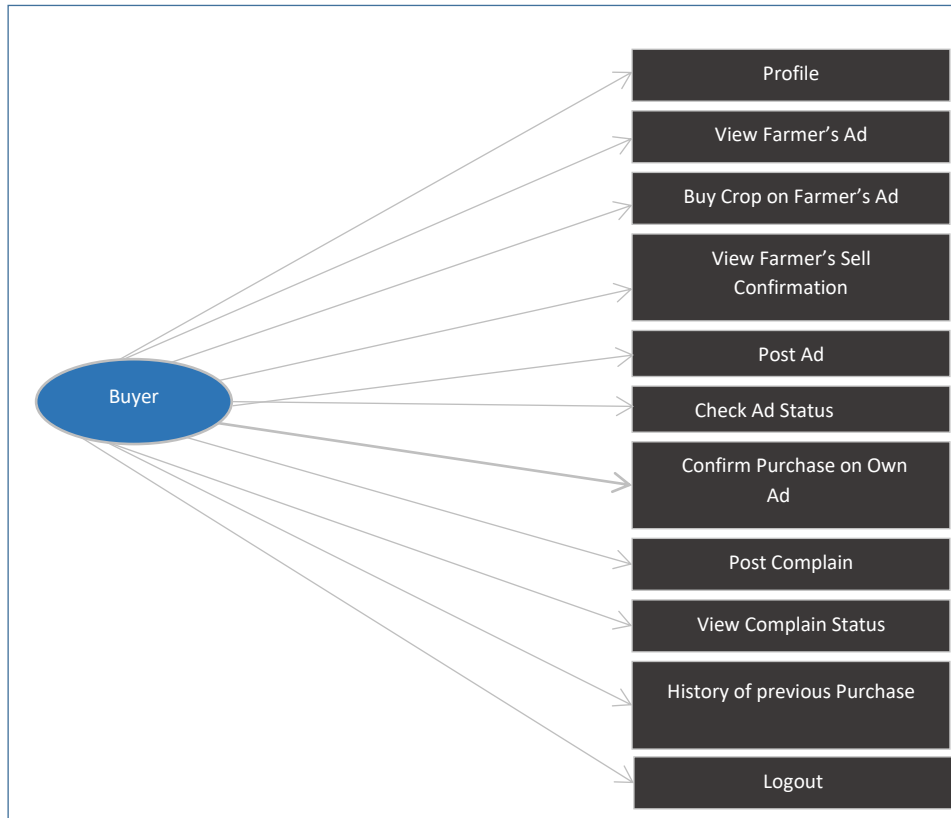 Profile
View Farmer’s Ad
Buy Crop on Farmer’s Ad
View Farmer’s Sell
Confirmation
Post Ad
Buyer
Check Ad Status
Confirm Purchase on Own
Ad
Post Complain
View Complain Status
History of previous Purchase
Logout